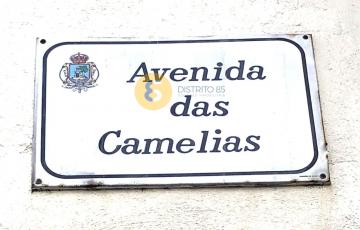 Avenida
DISTRITO 85
das
Camelias